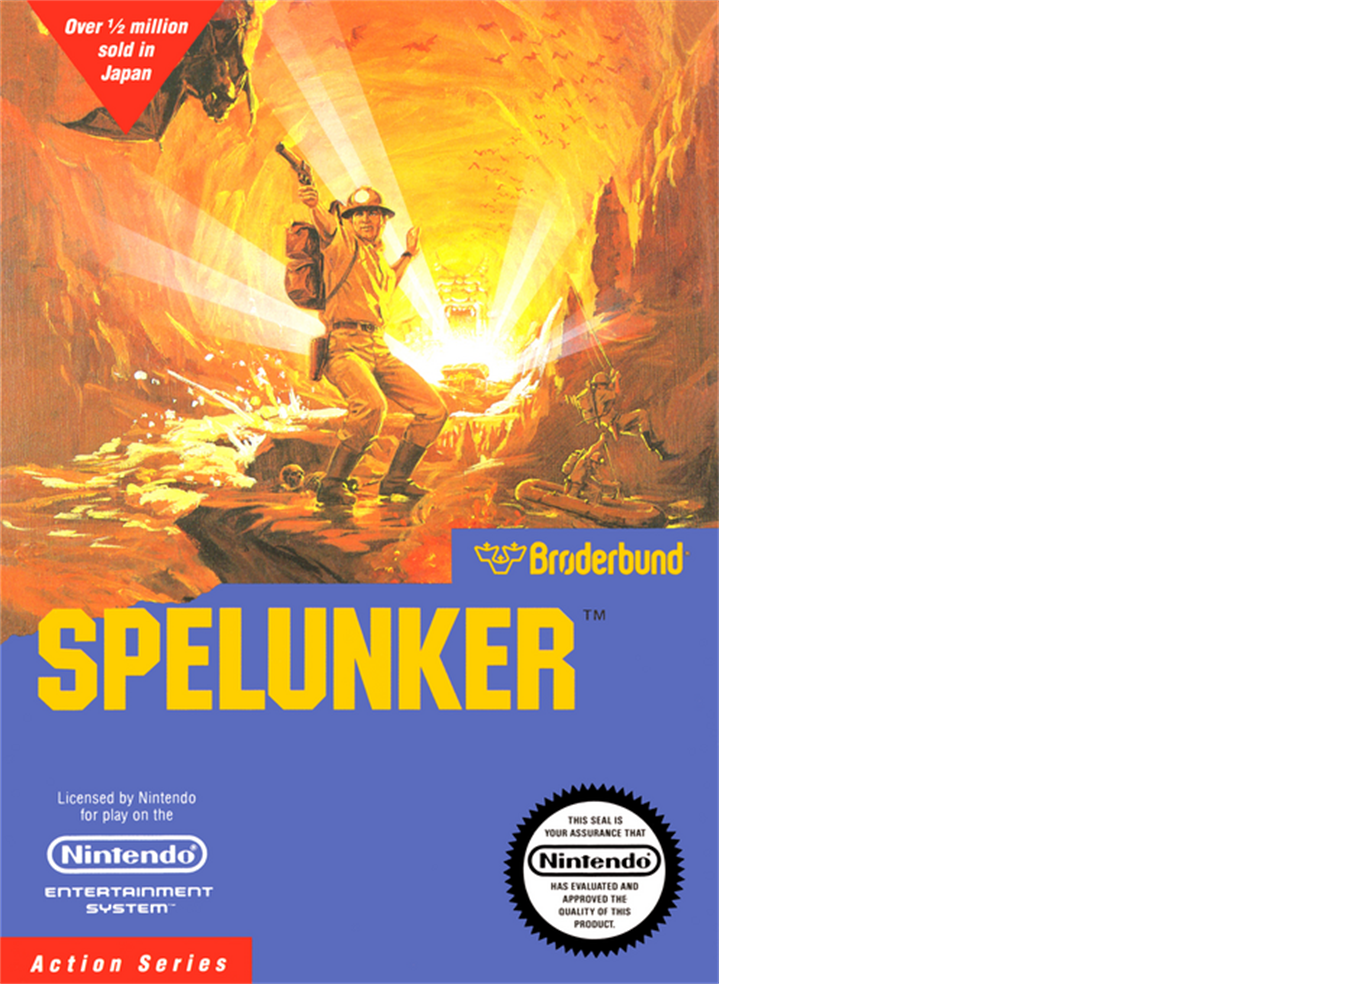 Over ½ million
sold in
Japan
Brøderbund
SPELUNKER™
Licensed by Nintendo
for play on the
Nintendo®
ENTERTAINMENT
SYSTEM™
THIS SEAL IS
YOUR ASSURANCE THAT
Nintendo®
HAS EVALUATED AND
APPROVED THE
QUALITY OF THIS
PRODUCT.
Action Series